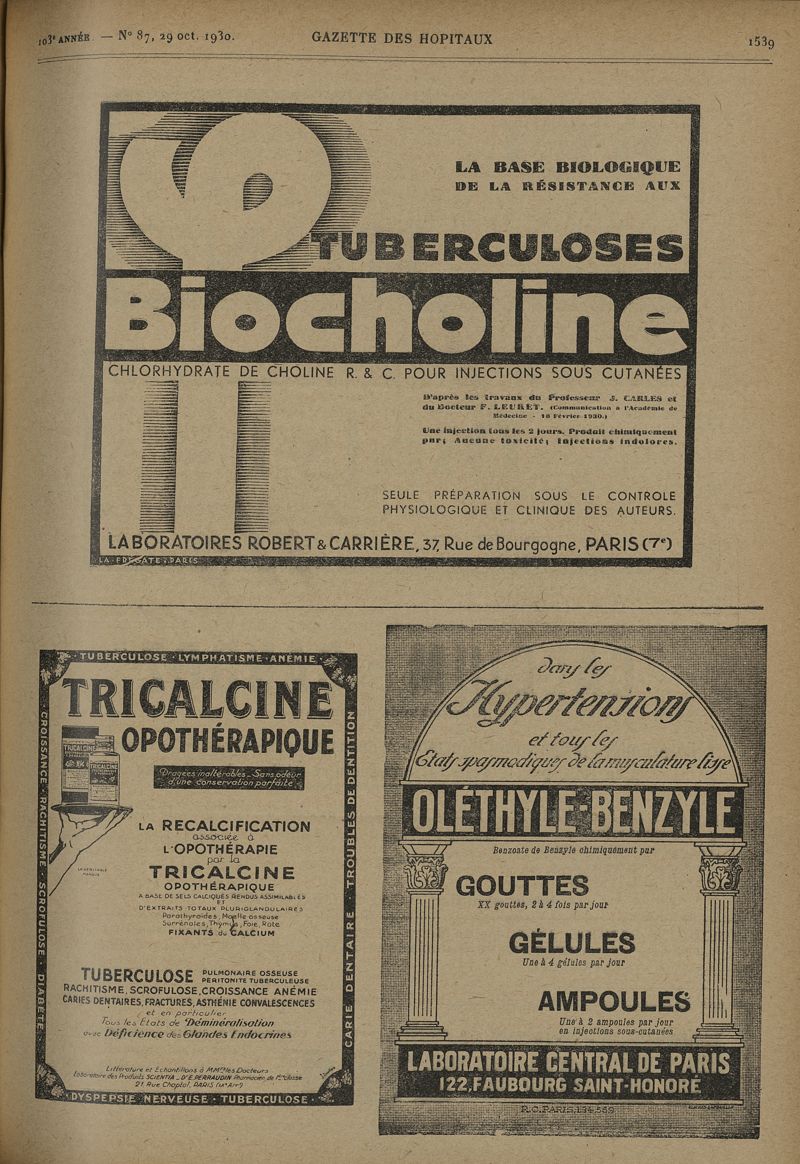 103e ANNÉE. — N° 87, 29 oct. 1930.
GAZETTE DES HOPITAUX
1539
LA BASE BIOLOGIQUE
DE LA RÉSISTANCE AUX
TUBERCULOSES
Biocholine
CHLORHYDRATE DE CHOLINE R. & C. POUR INJECTIONS SOUS CUTANÉES
D'après les travaux du Professeur J. CARLES et
du Docteur F. LEURET. (Communication à l'Académie de
Médecine - 18 Février 1930.)
Une injection tous les 2 jours. Produit chimiquement
pur; Aucune toxicité; Injections indolores.
SEULE PRÉPARATION SOUS LE CONTROLE
PHYSIOLOGIQUE ET CLINIQUE DES AUTEURS.
LABORATOIRES ROBERT & CARRIÈRE, 37, Rue de Bourgogne, PARIS (7e)
LA FREGATE. PARIS
TUBERCULOSE · LYMPHATISME · ANÉMIE
CROISSANCE · RACHITISME · SCROFULOSE · DIABÈTE
TROUBLES DE DENTITION
CARIE DENTAIRE
TRICALCINE
OPOTHÉRAPIQUE
TRICALCINE
TRICALCINE
Dragées inaltérables _ Sans odeur
d'une conservation parfaite
LA RECALCIFICATION
associée à
L'OPOTHÉRAPIE
par la
TRICALCINE
OPOTHÉRAPIQUE
A BASE DE SELS CALCIQUES RENDUS ASSIMILABLES
ET
D'EXTRAITS TOTAUX PLURIGLANDULAIRES
Parathyroïdes, Moelle osseuse
Surrénales, Thymus, Foie, Rate
FIXANTS du CALCIUM
TUBERCULOSE PULMONAIRE OSSEUSE
PÉRITONITE TUBERCULEUSE
RACHITISME, SCROFULOSE, CROISSANCE ANÉMIE
CARIES DENTAIRES, FRACTURES, ASTHÉNIE CONVALESCENCES
et en particulier
Tous les États de Déminéralisation
avec Déficience des Glandes Endocrines
Littérature et Échantillons à MM. les Docteurs
Laboratoire des Produits SCIENTIA _ Dr E. PERRAUDIN Pharmacien de 1re classe
21 Rue Chaptal, PARIS
DYSPEPSIE NERVEUSE · TUBERCULOSE
Dans les
Hypertensions
et tous les
États spasmodiques de la musculature lisse
OLÉTHYLE-BENZYLE
Benzoate de Benzyle chimiquement pur
GOUTTES
XX gouttes, 2 à 4 fois par jour
GÉLULES
Une à 4 gélules par jour
AMPOULES
Une à 2 ampoules par jour
en injections sous-cutanées
LABORATOIRE CENTRAL DE PARIS
122, FAUBOURG SAINT-HONORÉ